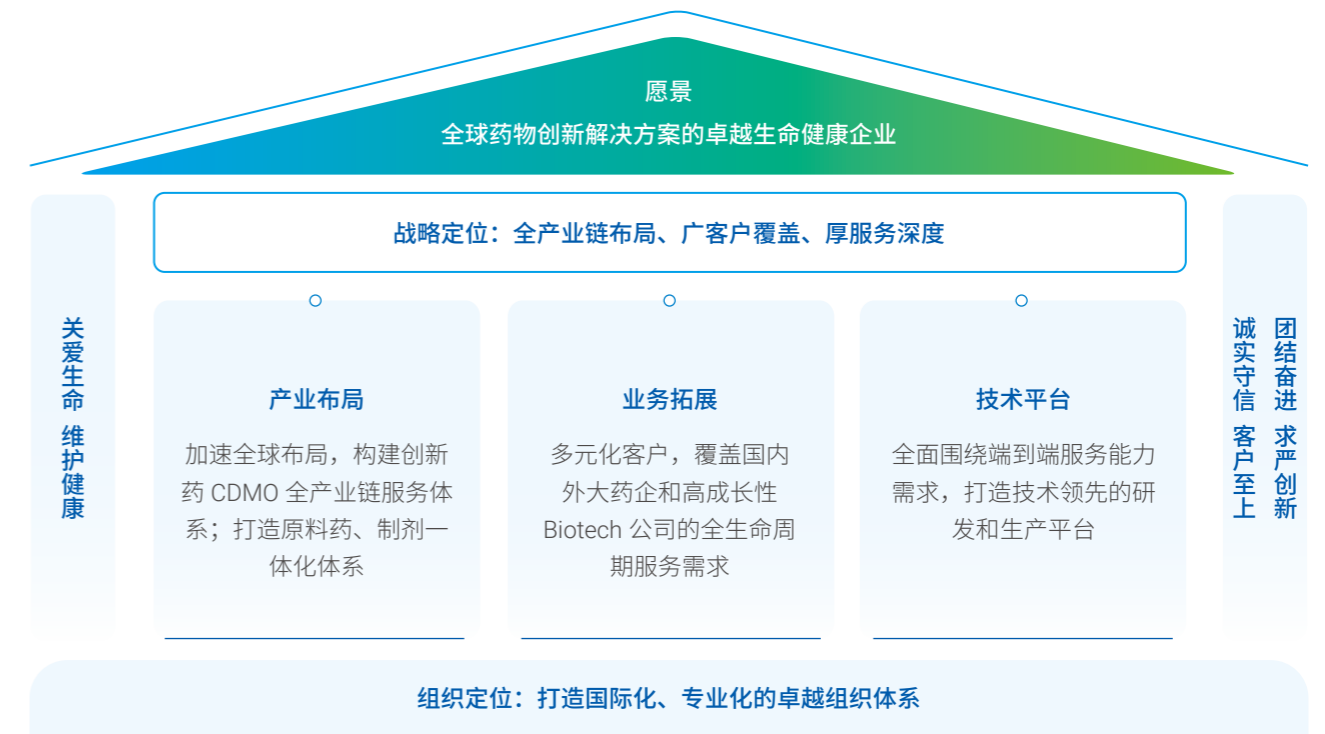 愿景
全球药物创新解决方案的卓越生命健康企业
战略定位：全产业链布局、广客户覆盖、厚服务深度
关爱生命 维护健康
产业布局
加速全球布局，构建创新
药 CDMO 全产业链服务体
系；打造原料药、制剂一
体化体系
业务拓展
多元化客户，覆盖国内
外大药企和高成长性
Biotech 公司的全生命周
期服务需求
技术平台
全面围绕端到端服务能力
需求，打造技术领先的研
发和生产平台
团结奋进 求严创新
诚实守信 客户至上
组织定位：打造国际化、专业化的卓越组织体系